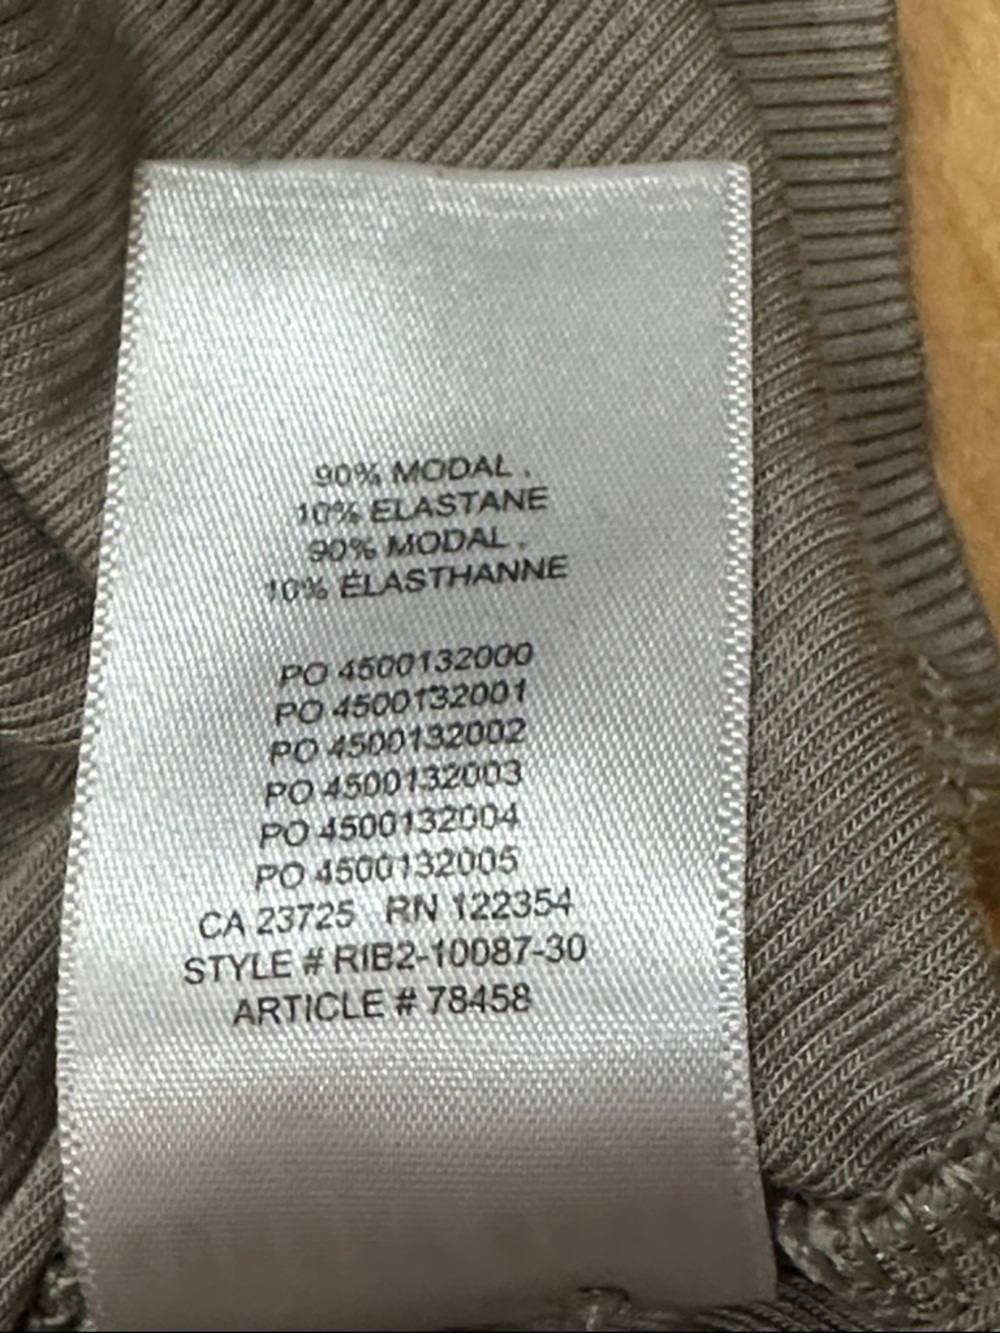 90% MODAL .
10% ELASTANE
90% MODAL .
10% ÉLASTHANNE
PO 4500132000
PO 4500132001
PO 4500132002
PO 4500132003
PO 4500132004
PO 4500132005
CA 23725 RN 122354
STYLE # RIB2-10087-30
ARTICLE # 78458